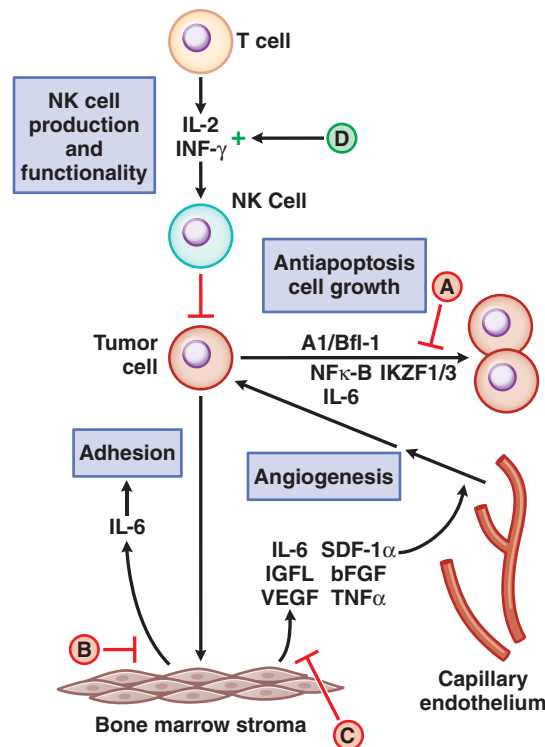 T cell
NK cell
production
and
functionality
IL-2
INF-γ
+
D
NK Cell
Antiapoptosis
cell growth
A
Tumor
cell
A1/Bfl-1
NFκ-B IKZF1/3
IL-6
Adhesion
Angiogenesis
IL-6
IL-6 SDF-1α
IGFL bFGF
VEGF TNFα
B
C
Bone marrow stroma
Capillary
endothelium